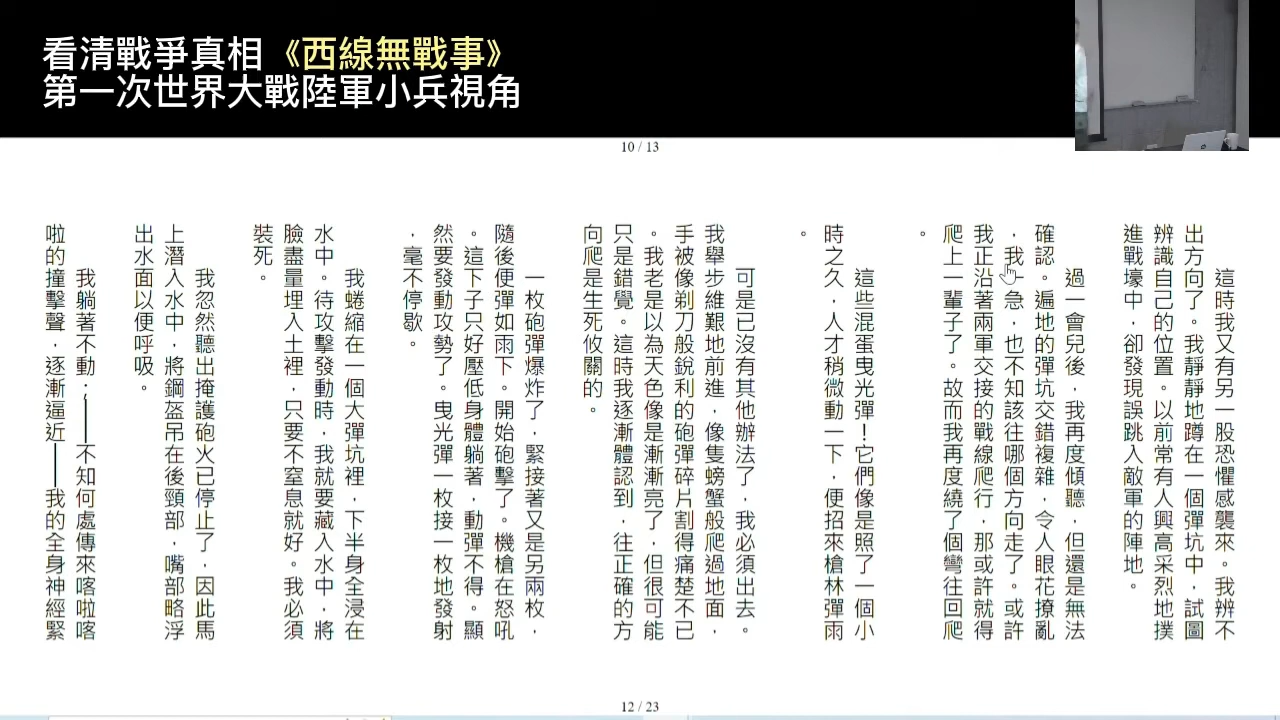 看清戰爭真相《西線無戰事》
第一次世界大戰陸軍小兵視角
10 / 13
這時我又有另一股恐懼感襲來。我辨不
出方向了。我靜靜地蹲在一個彈坑中，試圖
辨識自己的位置。以前常有人興高采烈地撲
進戰壕中，卻發現誤跳入敵軍的陣地。
過一會兒後，我再度傾聽，但還是無法
確認。遍地的彈坑交錯複雜，令人眼花撩亂
，我一急，也不知該往哪個方向走了。或許
我正沿著兩軍交接的戰線爬行，那或許就得
爬上一輩子了。故而我再度繞了個彎往回爬
。
這些混蛋曳光彈！它們像是照了一個小
時之久，人才稍微動一下，便招來槍林彈雨
。
可是已沒有其他辦法了，我必須出去。
我舉步維艱地前進，像隻螃蟹般爬過地面，
手被像剃刀般銳利的砲彈碎片割得痛楚不已
。我老是以為天色像是漸漸亮了，但很可能
只是錯覺。這時我逐漸體認到，往正確的方
向爬是生死攸關的。
一枚砲彈爆炸了，緊接著又是另兩枚，
隨後便彈如雨下。開始砲擊了。機槍在怒吼
。這下子只好壓低身體躺著，動彈不得。顯
然要發動攻勢了。曳光彈一枚接一枚地發射
，毫不停歇。
我蜷縮在一個大彈坑裡，下半身全浸在
水中。待攻擊發動時，我就要藏入水中，將
臉盡量埋入土裡，只要不窒息就好。我必須
裝死。
我忽然聽出掩護砲火已停止了，因此馬
上潛入水中，將鋼盔吊在後頸部，嘴部略浮
出水面以便呼吸。
我躺著不動；——不知何處傳來喀啦喀
啦的撞擊聲，逐漸逼近——我的全身神經緊
12 / 23